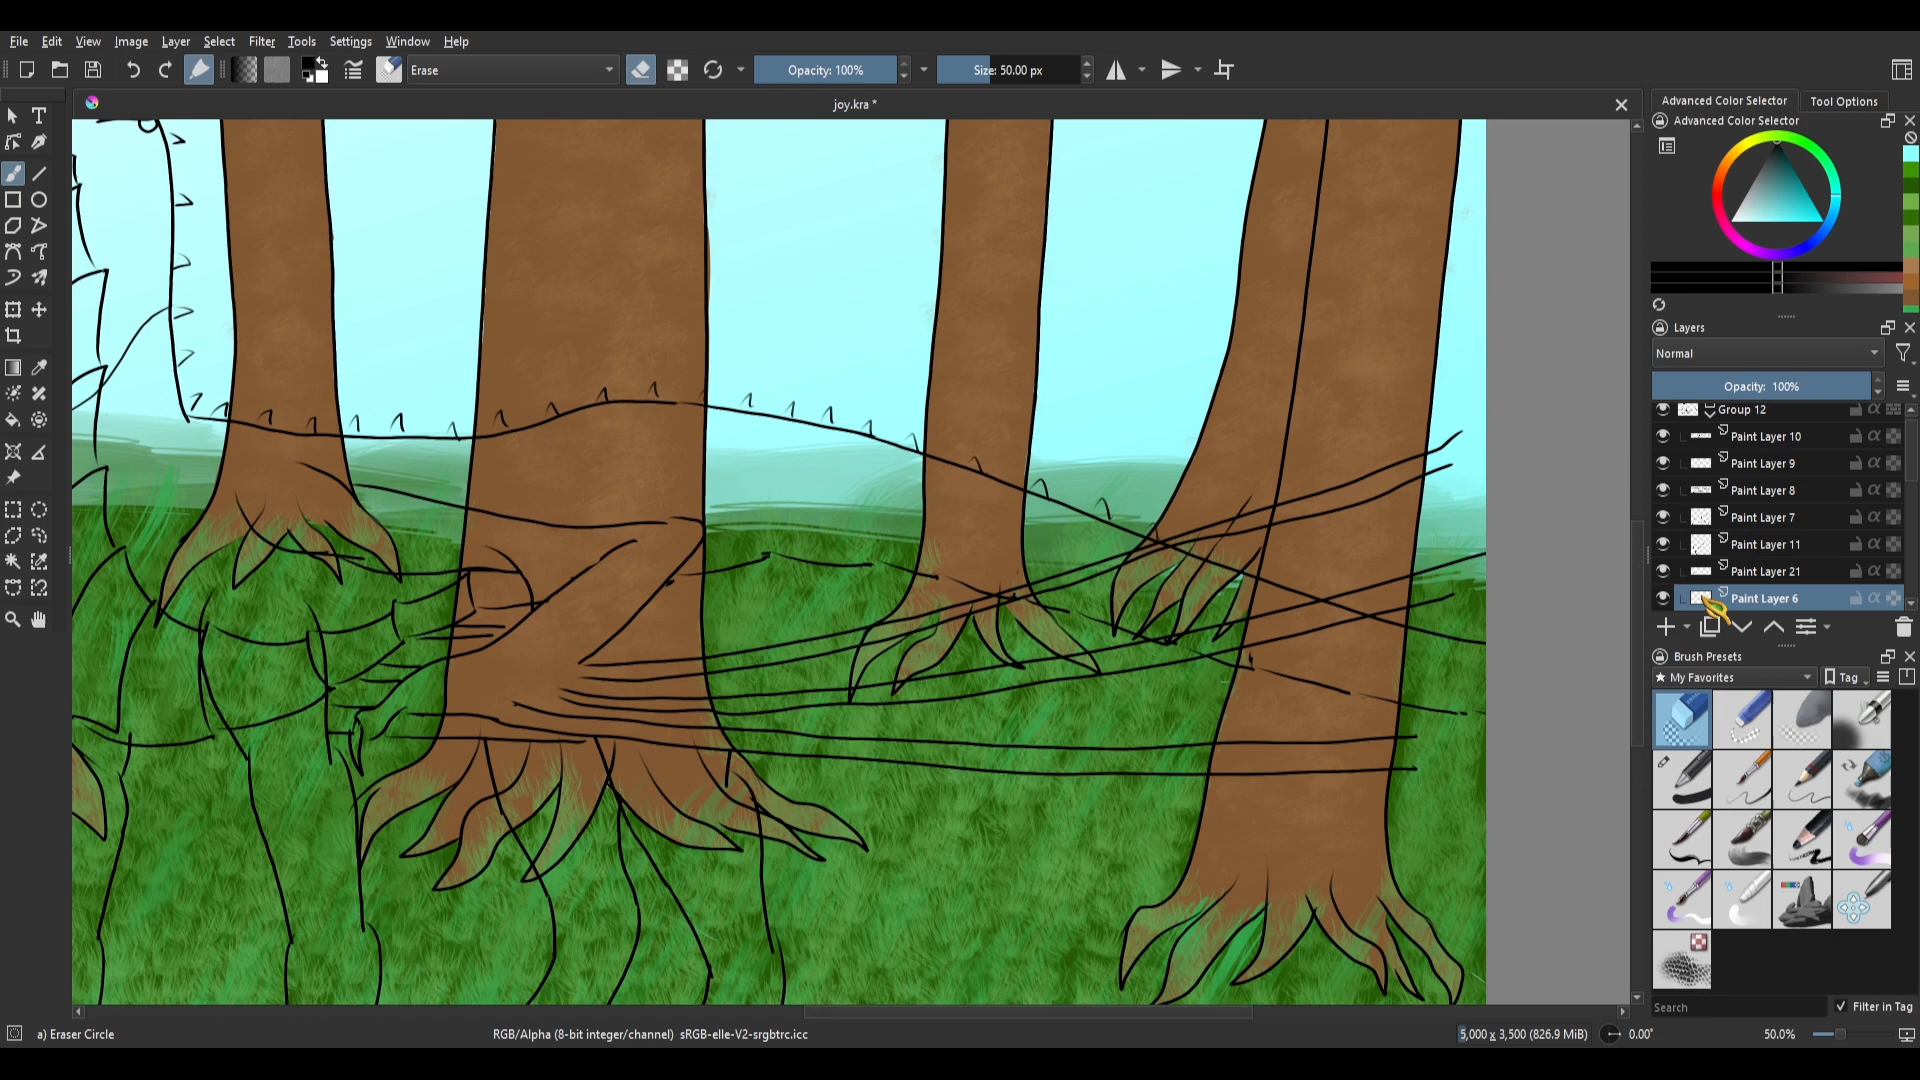 File Edit View Image Layer Select Filter Tools Settings Window Help
Erase Opacity: 100% Size: 50.00 px
joy.kra *
Advanced Color Selector Tool Options
Advanced Color Selector
Layers
Normal
Opacity: 100%
Group 12
Paint Layer 10
Paint Layer 9
Paint Layer 8
Paint Layer 7
Paint Layer 11
Paint Layer 21
Paint Layer 6
Brush Presets
★ My Favorites Tag
Search Filter in Tag
a) Eraser Circle RGB/Alpha (8-bit integer/channel) sRGB-elle-V2-srgbtrc.icc 5,000 x 3,500 (826.9 MiB) 0.00° 50.0%